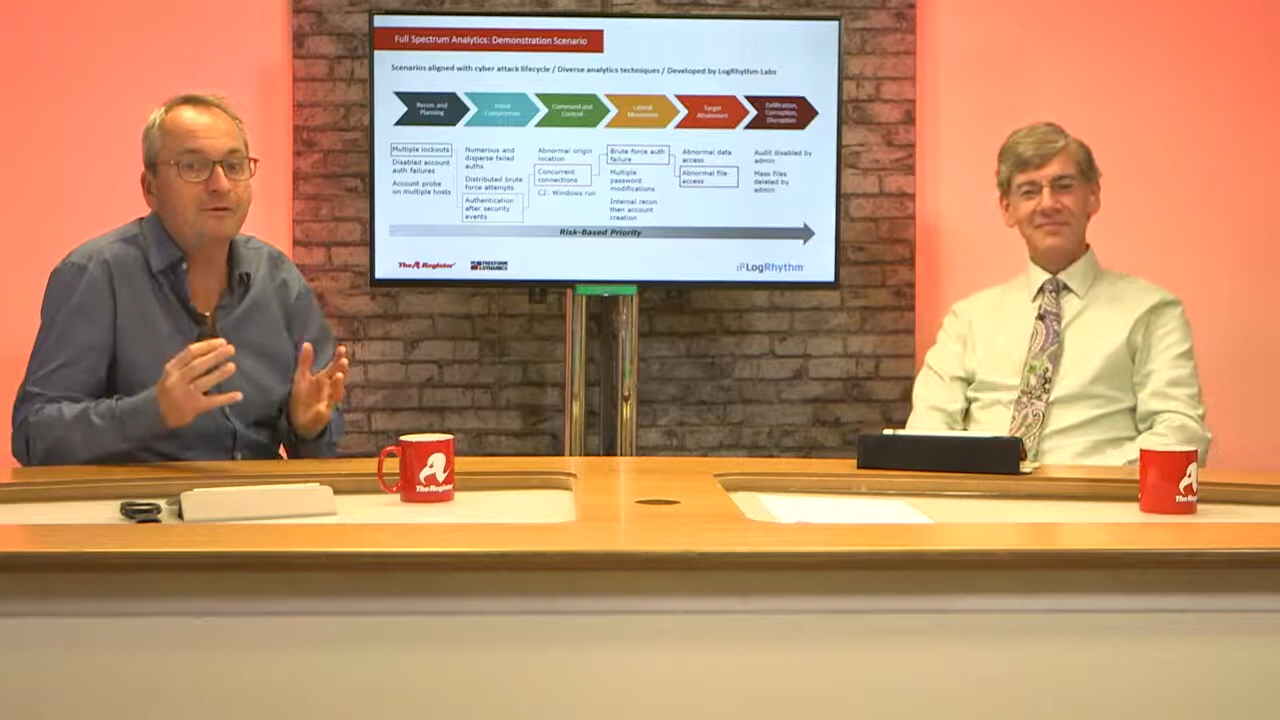 Full Spectrum Analytics: Demonstration Scenario
Scenarios aligned with cyber attack lifecycle / Diverse analytics techniques / Developed by LogRhythm Labs
Recon and
Planning
Initial
Compromise
Command and
Control
Lateral
Movement
Target
Attainment
Exfiltration,
Corruption,
Disruption
Multiple lockouts
Disabled account
auth failures
Account probe
on multiple hosts
Numerous and
disperse failed
auths
Distributed brute
force attempts
Authentication
after security
events
Abnormal origin
location
Concurrent
connections
C2: Windows run
Brute force auth
failure
Multiple
password
modifications
Internal recon
then account
creation
Abnormal data
access
Abnormal file
access
Audit disabled by
admin
Mass files
deleted by
admin
Risk-Based Priority
The Register
FREEFORM
DYNAMICS
LogRhythm
The Register
The Register